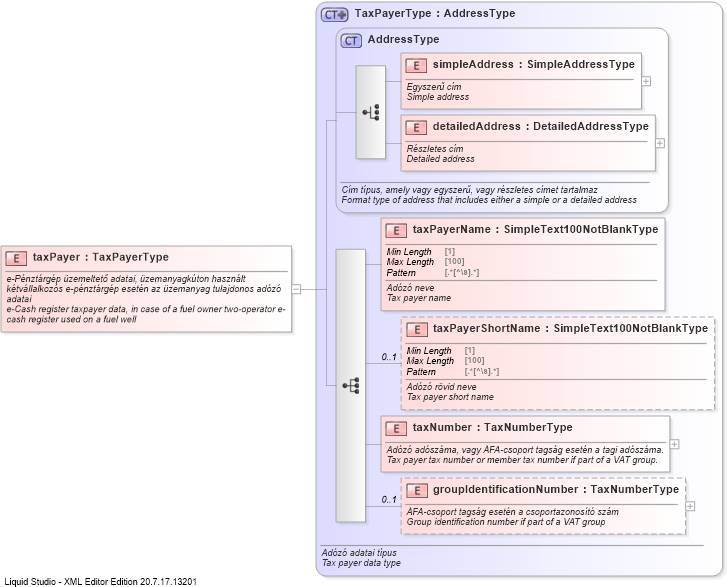 CT TaxPayerType : AddressType
CT AddressType
E simpleAddress : SimpleAddressType
Egyszerű cím
Simple address
E detailedAddress : DetailedAddressType
Részletes cím
Detailed address
Cím típus, amely vagy egyszerű, vagy részletes címet tartalmaz
Format type of address that includes either a simple or a detailed address
E taxPayer : TaxPayerType
e-Pénztárgép üzemeltető adatai, üzemanyagkúton használt
kétvállalkozós e-pénztárgép esetén az üzemanyag tulajdonos adózó
adatai
e-Cash register taxpayer data, in case of a fuel owner two-operator e-
cash register used on a fuel well
E taxPayerName : SimpleText100NotBlankType
Min Length [1]
Max Length [100]
Pattern [.*[^\s].*]
Adózó neve
Tax payer name
0..1
E taxPayerShortName : SimpleText100NotBlankType
Min Length [1]
Max Length [100]
Pattern [.*[^\s].*]
Adózó rövid neve
Tax payer short name
E taxNumber : TaxNumberType
Adózó adószáma, vagy ÁFA-csoport tagság esetén a tagi adószáma.
Tax payer tax number or member tax number if part of a VAT group.
0..1
E groupIdentificationNumber : TaxNumberType
ÁFA-csoport tagság esetén a csoportazonosító szám
Group identification number if part of a VAT group
Adózó adatai típus
Tax payer data type
Liquid Studio - XML Editor Edition 20.7.17.13201